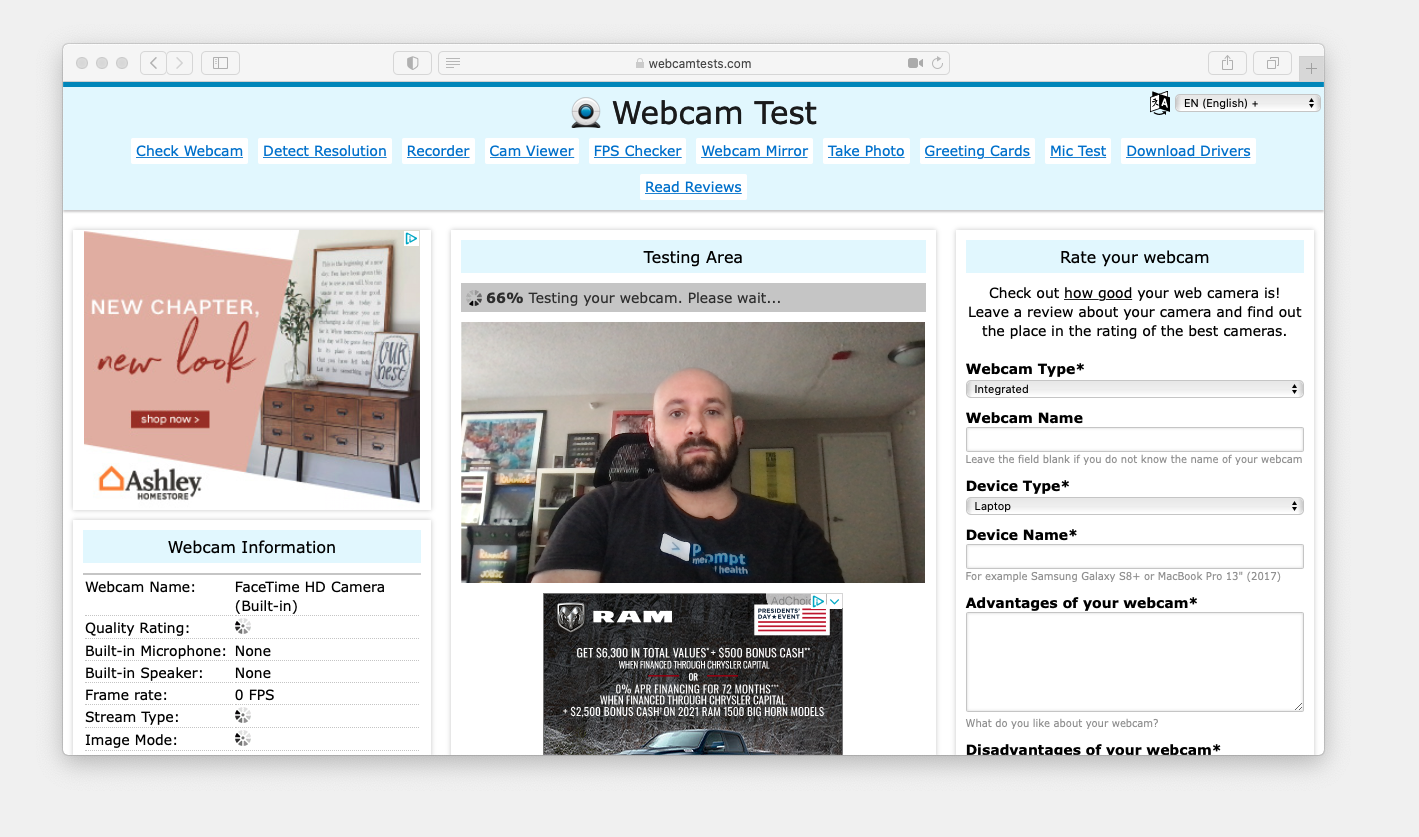 webcamtests.com
Webcam Test
EN (English) +
Check Webcam
Detect Resolution
Recorder
Cam Viewer
FPS Checker
Webcam Mirror
Take Photo
Greeting Cards
Mic Test
Download Drivers
Read Reviews
NEW CHAPTER,
new look
shop now >
our
nest
Ashley
HOMESTORE
Webcam Information
Webcam Name: FaceTime HD Camera
(Built-in)
Quality Rating:
Built-in Microphone: None
Built-in Speaker: None
Frame rate: 0 FPS
Stream Type:
Image Mode:
Testing Area
66% Testing your webcam. Please wait...
Prompt
health
RAM
PRESIDENTS'
DAY★EVENT
GET $6,300 IN TOTAL VALUES* + $500 BONUS CASH**
WHEN FINANCED THROUGH CHRYSLER CAPITAL
OR
0% APR FINANCING FOR 72 MONTHS***
WHEN FINANCED THROUGH CHRYSLER CAPITAL
+ $2,500 BONUS CASH ON 2021 RAM 1500 BIG HORN MODELS
Rate your webcam
Check out how good your web camera is!
Leave a review about your camera and find out
the place in the rating of the best cameras.
Webcam Type*
Integrated
Webcam Name
Leave the field blank if you do not know the name of your webcam
Device Type*
Laptop
Device Name*
For example Samsung Galaxy S8+ or MacBook Pro 13" (2017)
Advantages of your webcam*
What do you like about your webcam?
Disadvantages of your webcam*